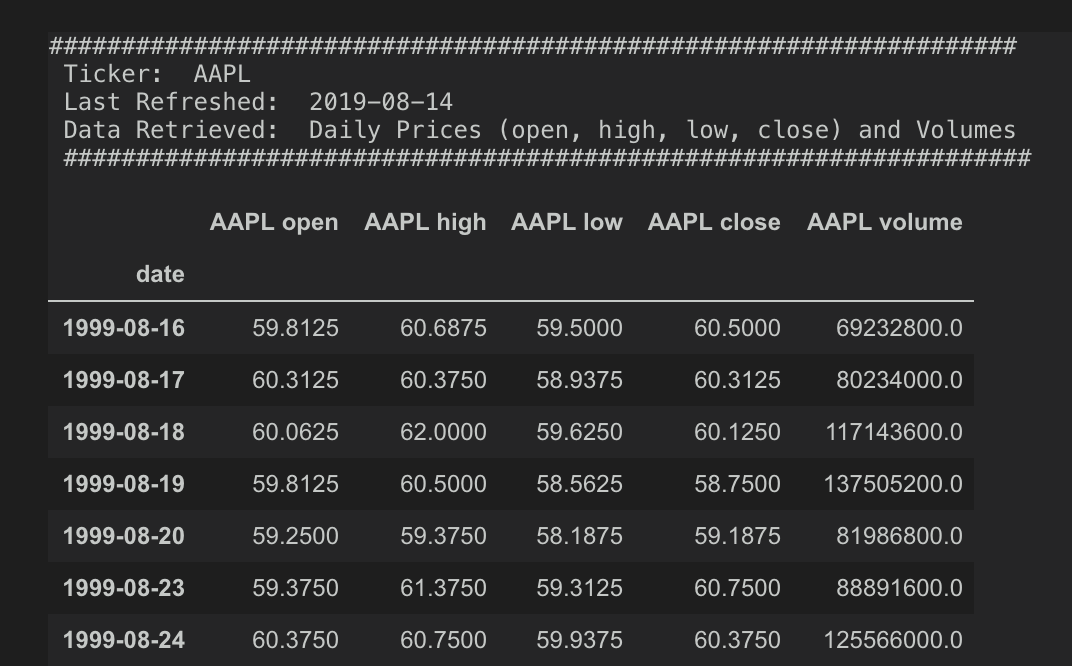 ###################################################################
Ticker:  AAPL
Last Refreshed:  2019-08-14
Data Retrieved:  Daily Prices (open, high, low, close) and Volumes
###################################################################
AAPL open AAPL high AAPL low AAPL close AAPL volume
date
1999-08-16 59.8125 60.6875 59.5000 60.5000 69232800.0
1999-08-17 60.3125 60.3750 58.9375 60.3125 80234000.0
1999-08-18 60.0625 62.0000 59.6250 60.1250 117143600.0
1999-08-19 59.8125 60.5000 58.5625 58.7500 137505200.0
1999-08-20 59.2500 59.3750 58.1875 59.1875 81986800.0
1999-08-23 59.3750 61.3750 59.3125 60.7500 88891600.0
1999-08-24 60.3750 60.7500 59.9375 60.3750 125566000.0